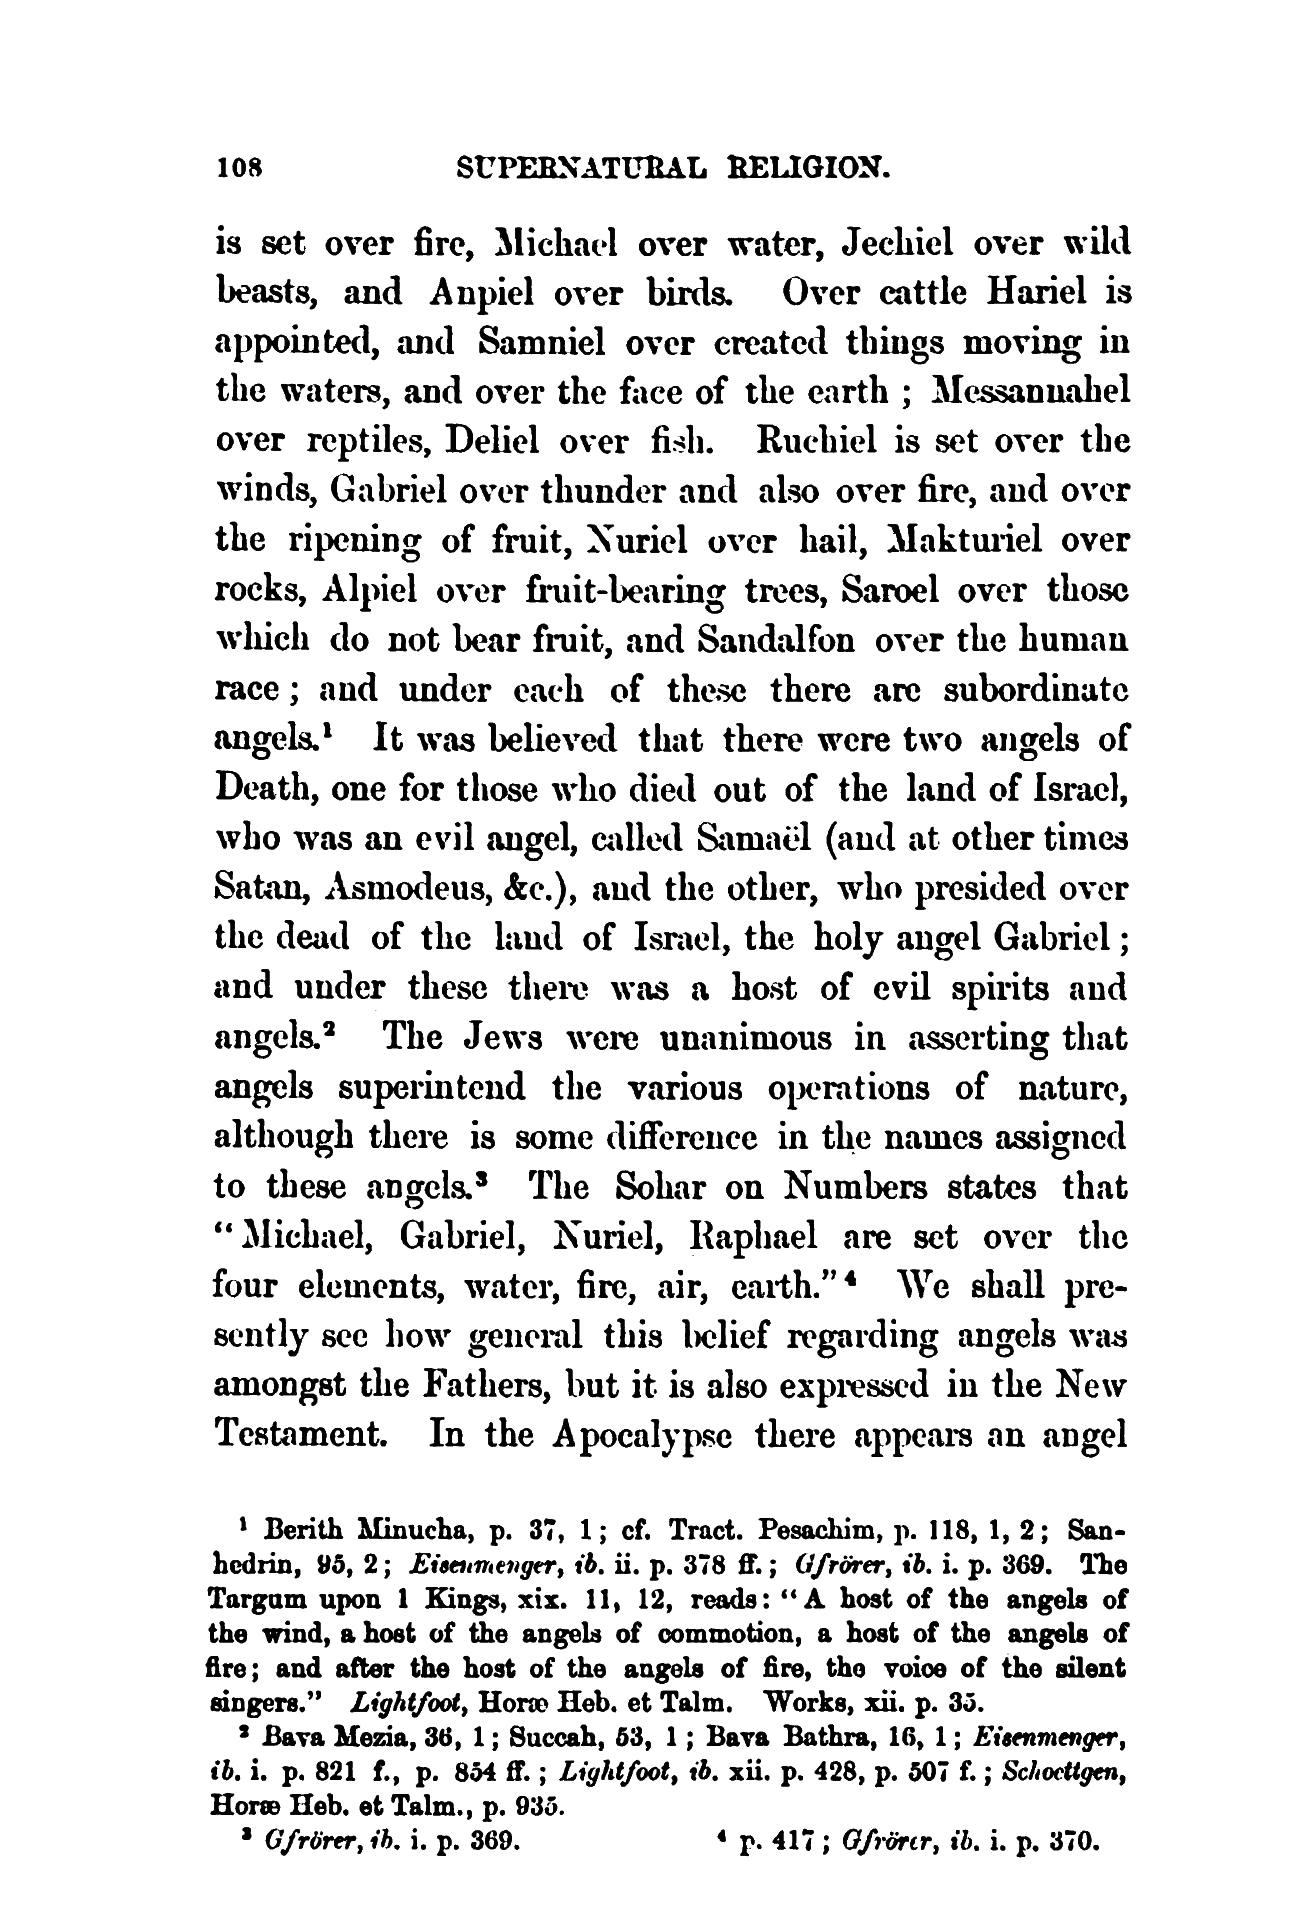 108 SUPERNATURAL RELIGION.
is set over fire, Michael over water, Jechiel over wild
beasts, and Anpiel over birds. Over cattle Hariel is
appointed, and Samniel over created things moving in
the waters, and over the face of the earth ; Messannahel
over reptiles, Deliel over fish. Ruchiel is set over the
winds, Gabriel over thunder and also over fire, and over
the ripening of fruit, Nuriel over hail, Makturiel over
rocks, Alpiel over fruit-bearing trees, Saroel over those
which do not bear fruit, and Sandalfon over the human
race ; and under each of these there are subordinate
angels.¹ It was believed that there were two angels of
Death, one for those who died out of the land of Israel,
who was an evil angel, called Samaël (and at other times
Satan, Asmodeus, &c.), and the other, who presided over
the dead of the land of Israel, the holy angel Gabriel ;
and under these there was a host of evil spirits and
angels.² The Jews were unanimous in asserting that
angels superintend the various operations of nature,
although there is some difference in the names assigned
to these angels.³ The Sohar on Numbers states that
“ Michael, Gabriel, Nuriel, Raphael are set over the
four elements, water, fire, air, earth.” ⁴ We shall pre-
sently see how general this belief regarding angels was
amongst the Fathers, but it is also expressed in the New
Testament. In the Apocalypse there appears an angel
¹ Berith Minucha, p. 37, 1 ; cf. Tract. Pesachim, p. 118, 1, 2 ; San-
hedrin, 95, 2 ; Eisenmenger, ib. ii. p. 378 ff. ; Gfrörer, ib. i. p. 369. The
Targum upon 1 Kings, xix. 11, 12, reads: “A host of the angels of
the wind, a host of the angels of commotion, a host of the angels of
fire; and after the host of the angels of fire, the voice of the silent
singers.” Lightfoot, Horæ Heb. et Talm. Works, xii. p. 35.
² Bava Mezia, 36, 1 ; Succah, 53, 1 ; Bava Bathra, 16, 1 ; Eisenmenger,
ib. i. p. 821 f., p. 854 ff. ; Lightfoot, ib. xii. p. 428, p. 507 f. ; Schoettgen,
Horæ Heb. et Talm., p. 935.
³ Gfrörer, ib. i. p. 369. ⁴ p. 417 ; Gfrörer, ib. i. p. 370.